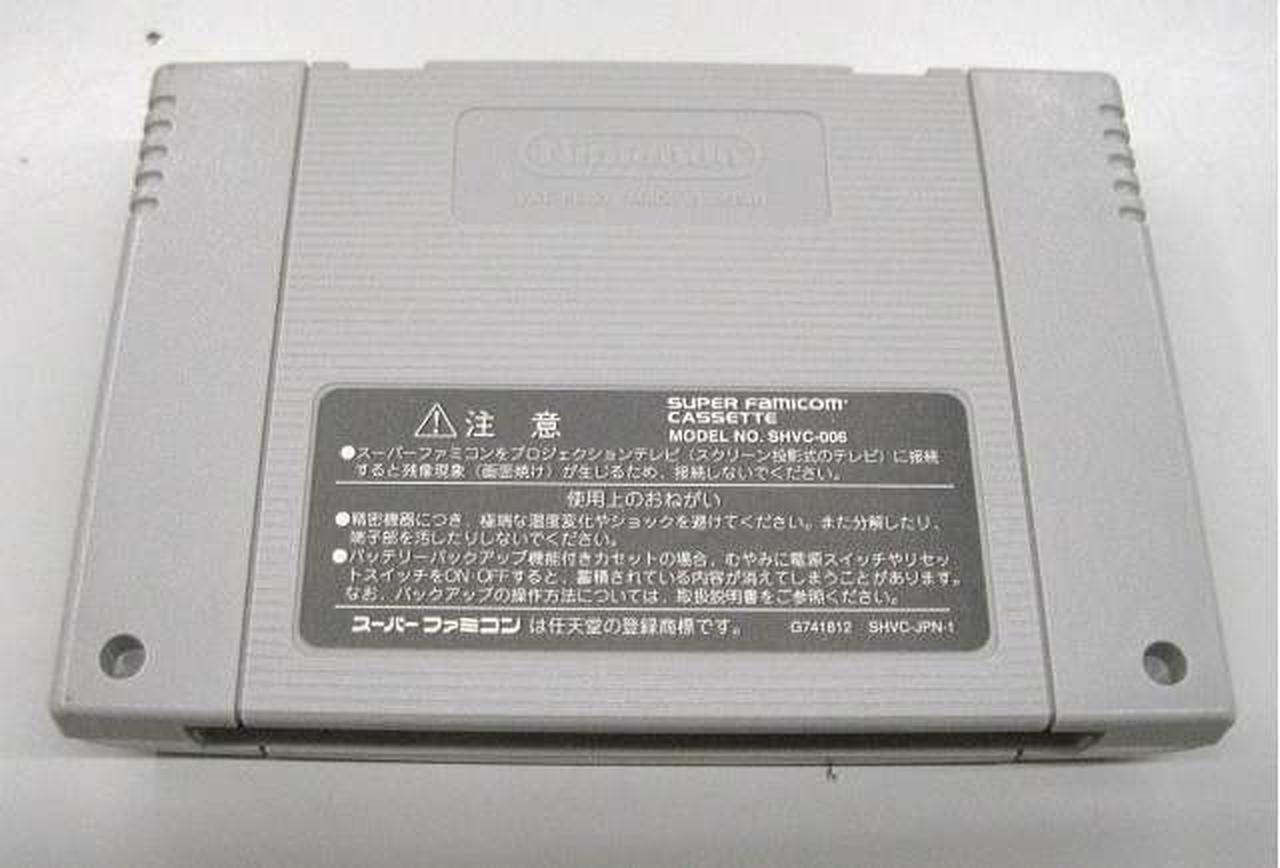 Nintendo
注 意
SUPER FAMICOM
CASSETTE
MODEL NO. SHVC-006
●スーパーファミコンをプロジェクションテレビ（スクリーン投影式のテレビ）に接続
すると残像現象（画面焼け）が生じるため、接続しないでください。
使用上のおねがい
●精密機器につき、極端な温度変化やショックを避けてください。また分解したり、
端子部を汚したりしないでください。
●バッテリーバックアップ機能付きカセットの場合、むやみに電源スイッチやリセッ
トスイッチをON・OFFすると、蓄積されている内容が消えてしまうことがあります。
なお、バックアップの操作方法については、取扱説明書をご参照ください。
スーパーファミコン は任天堂の登録商標です。 G741812 SHVC-JPN-1